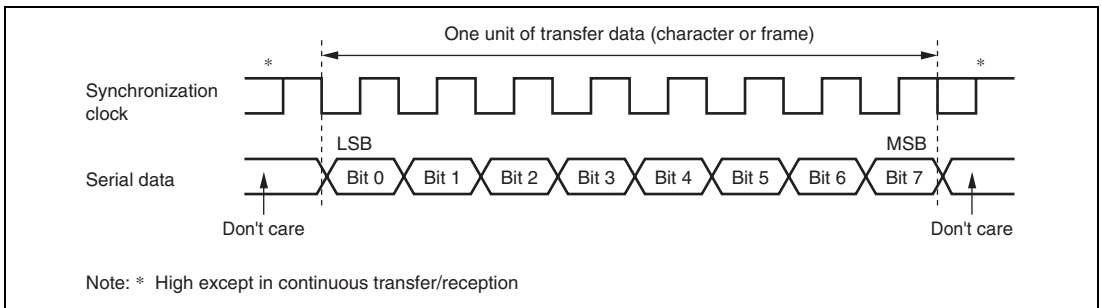 One unit of transfer data (character or frame)
*
*
Synchronization
clock
LSB
MSB
Serial data
Bit 0
Bit 1
Bit 2
Bit 3
Bit 4
Bit 5
Bit 6
Bit 7
Don't care
Don't care
Note: * High except in continuous transfer/reception